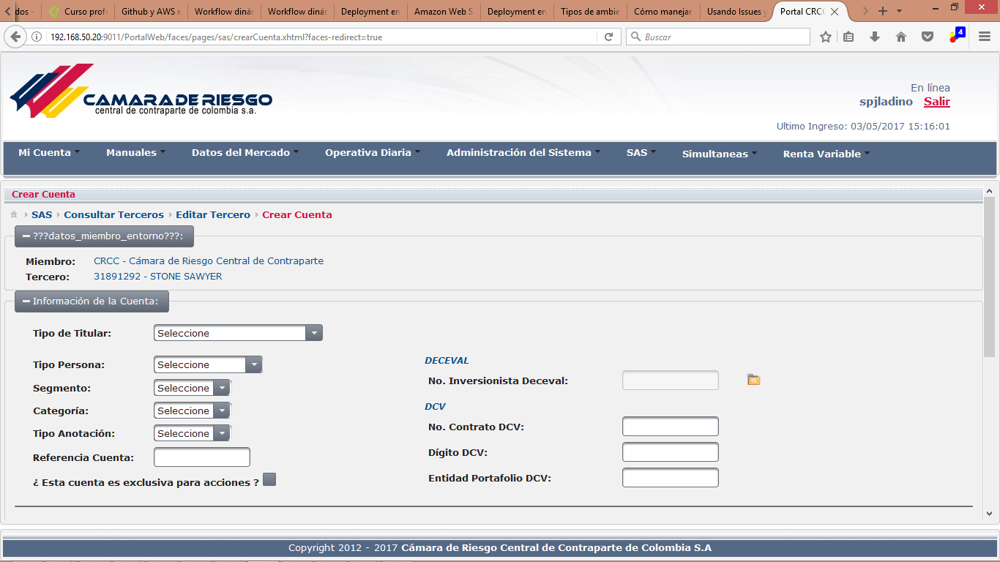 dos -
Curso profe
Github y AWS e
Workflow dinár
Workflow dinár
Deployment en
Amazon Web S
Deployment en
Tipos de ambie
Cómo manejar
Usando Issues y
Portal CRCC
192.168.50.20:9011/PortalWeb/faces/pages/sas/crearCuenta.xhtml?faces-redirect=true
Buscar
4
CAMARA DE RIESGO
central de contraparte de colombia s.a.
En línea
spjladino Salir
Ultimo Ingreso: 03/05/2017 15:16:01
Mi Cuenta Manuales Datos del Mercado Operativa Diaria Administración del Sistema SAS Simultaneas Renta Variable
Crear Cuenta
SAS Consultar Terceros Editar Tercero Crear Cuenta
???datos_miembro_entorno???:
Miembro: CRCC - Cámara de Riesgo Central de Contraparte
Tercero: 31891292 - STONE SAWYER
Información de la Cuenta:
Tipo de Titular: Seleccione
Tipo Persona: Seleccione
Segmento: Seleccione
Categoría: Seleccione
Tipo Anotación: Seleccione
Referencia Cuenta:
¿ Esta cuenta es exclusiva para acciones ?
DECEVAL
No. Inversionista Deceval:
DCV
No. Contrato DCV:
Dígito DCV:
Entidad Portafolio DCV:
Copyright 2012 - 2017 Cámara de Riesgo Central de Contraparte de Colombia S.A